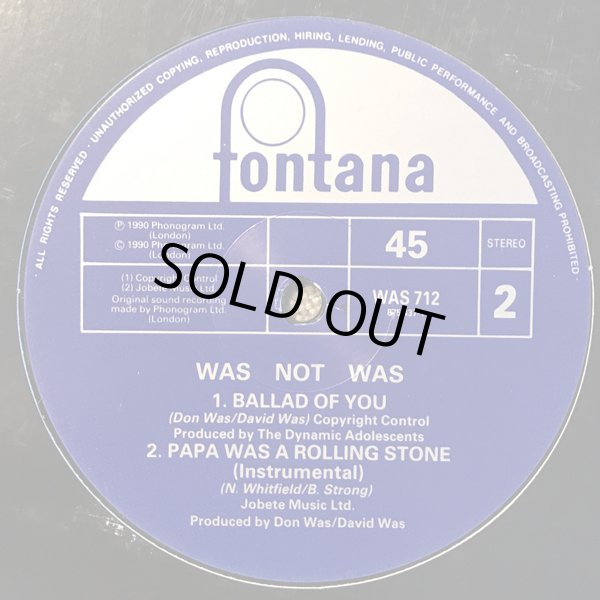 · ALL RIGHTS RESERVED · UNAUTHORIZED COPYING, REPRODUCTION, HIRING, LENDING, PUBLIC PERFORMANCE AND BROADCASTING PROHIBITED ·
fontana
℗ 1990 Phonogram Ltd.
(London)
© 1990 Phonogram Ltd.
(London)
45
STEREO
(1) Copyright Control
(2) Jobete Music Ltd.
Original sound recording
made by Phonogram Ltd.
(London)
WAS 712
2
SOLD OUT
WAS NOT WAS
1. BALLAD OF YOU
(Don Was/David Was) Copyright Control
Produced by The Dynamic Adolescents
2. PAPA WAS A ROLLING STONE
(Instrumental)
(N. Whitfield/B. Strong)
Jobete Music Ltd.
Produced by Don Was/David Was